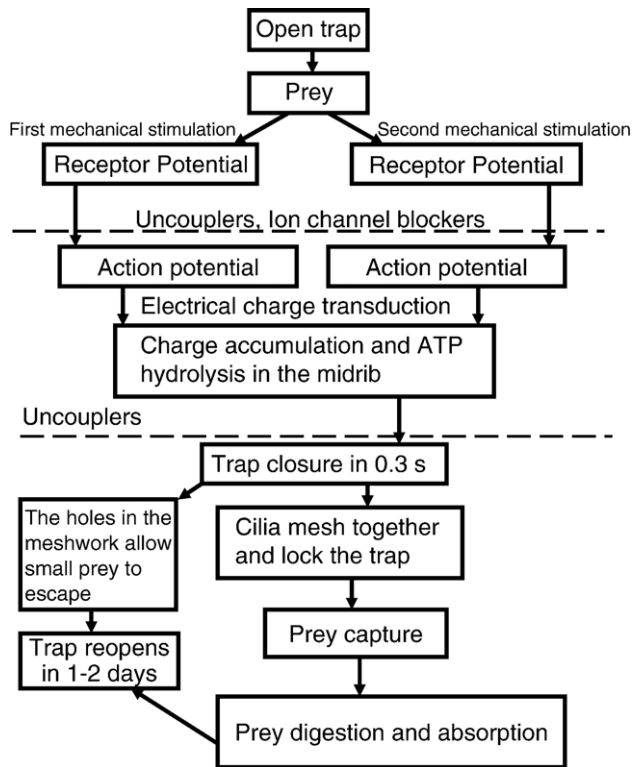 Open trap
Prey
First mechanical stimulation
Second mechanical stimulation
Receptor Potential
Receptor Potential
Uncouplers, Ion channel blockers
Action potential
Action potential
Electrical charge transduction
Charge accumulation and ATP
hydrolysis in the midrib
Uncouplers
Trap closure in 0.3 s
The holes in the
meshwork allow
small prey to
escape
Cilia mesh together
and lock the trap
Prey capture
Trap reopens
in 1-2 days
Prey digestion and absorption